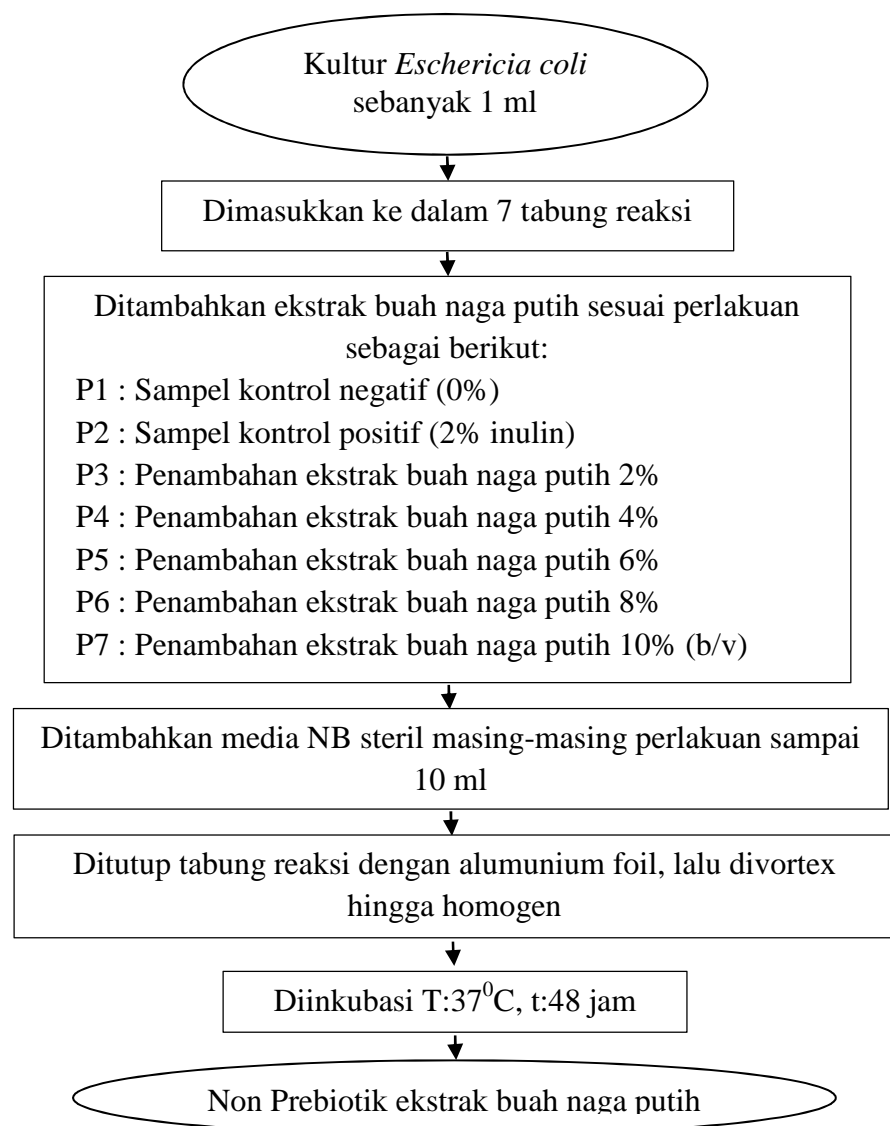 Kultur Eschericia coli
sebanyak 1 ml
Dimasukkan ke dalam 7 tabung reaksi
Ditambahkan ekstrak buah naga putih sesuai perlakuan
sebagai berikut:
P1 : Sampel kontrol negatif (0%)
P2 : Sampel kontrol positif (2% inulin)
P3 : Penambahan ekstrak buah naga putih 2%
P4 : Penambahan ekstrak buah naga putih 4%
P5 : Penambahan ekstrak buah naga putih 6%
P6 : Penambahan ekstrak buah naga putih 8%
P7 : Penambahan ekstrak buah naga putih 10% (b/v)
Ditambahkan media NB steril masing-masing perlakuan sampai
10 ml
Ditutup tabung reaksi dengan alumunium foil, lalu divortex
hingga homogen
Diinkubasi T:37⁰C, t:48 jam
Non Prebiotik ekstrak buah naga putih